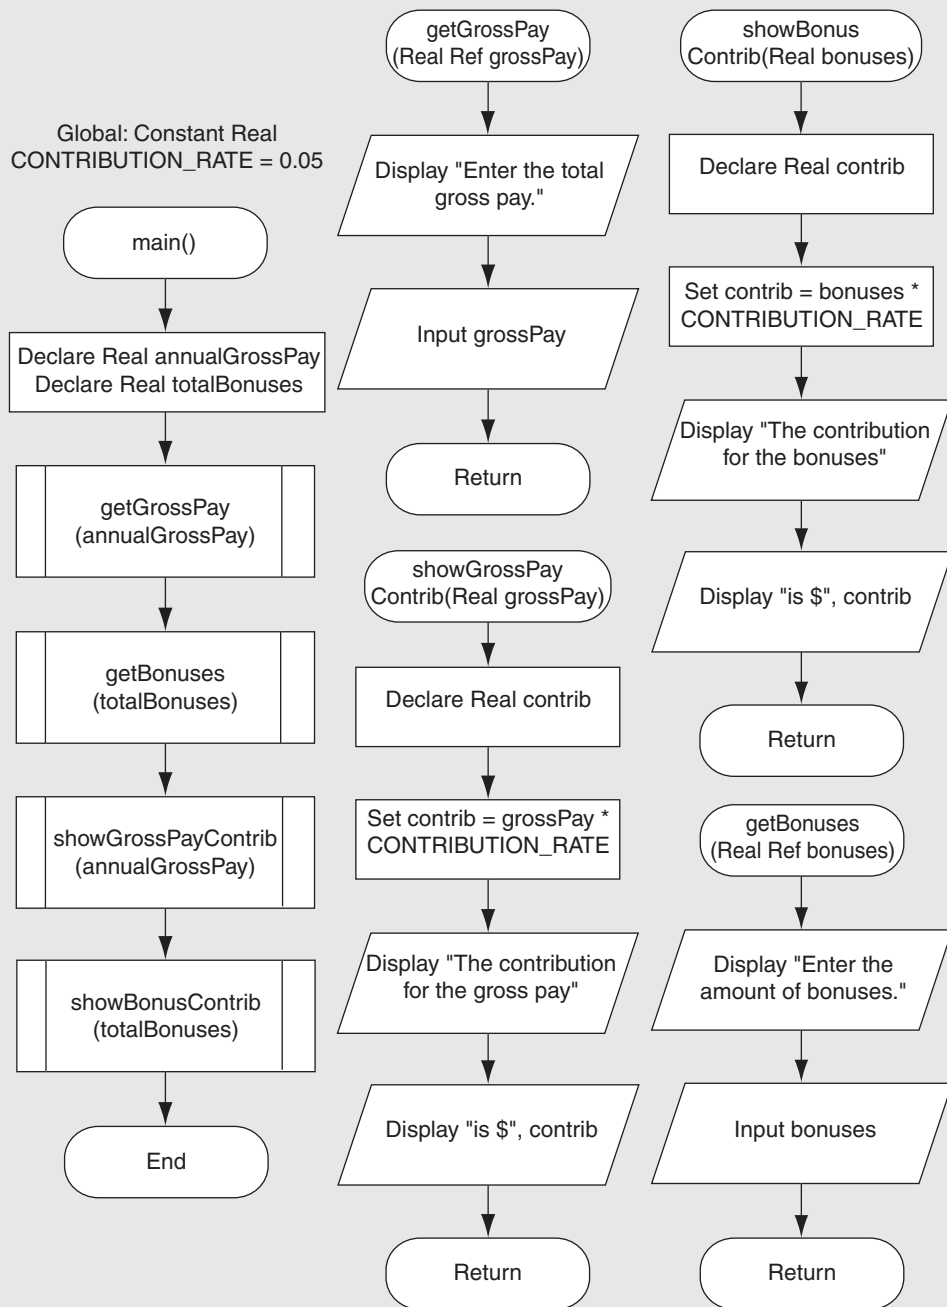 Global: Constant Real
CONTRIBUTION_RATE = 0.05
main()
Declare Real annualGrossPay
Declare Real totalBonuses
getGrossPay
(annualGrossPay)
getBonuses
(totalBonuses)
showGrossPayContrib
(annualGrossPay)
showBonusContrib
(totalBonuses)
End
getGrossPay
(Real Ref grossPay)
Display "Enter the total
gross pay."
Input grossPay
Return
showGrossPay
Contrib(Real grossPay)
Declare Real contrib
Set contrib = grossPay *
CONTRIBUTION_RATE
Display "The contribution
for the gross pay"
Display "is $", contrib
Return
showBonus
Contrib(Real bonuses)
Declare Real contrib
Set contrib = bonuses *
CONTRIBUTION_RATE
Display "The contribution
for the bonuses"
Display "is $", contrib
Return
getBonuses
(Real Ref bonuses)
Display "Enter the
amount of bonuses."
Input bonuses
Return